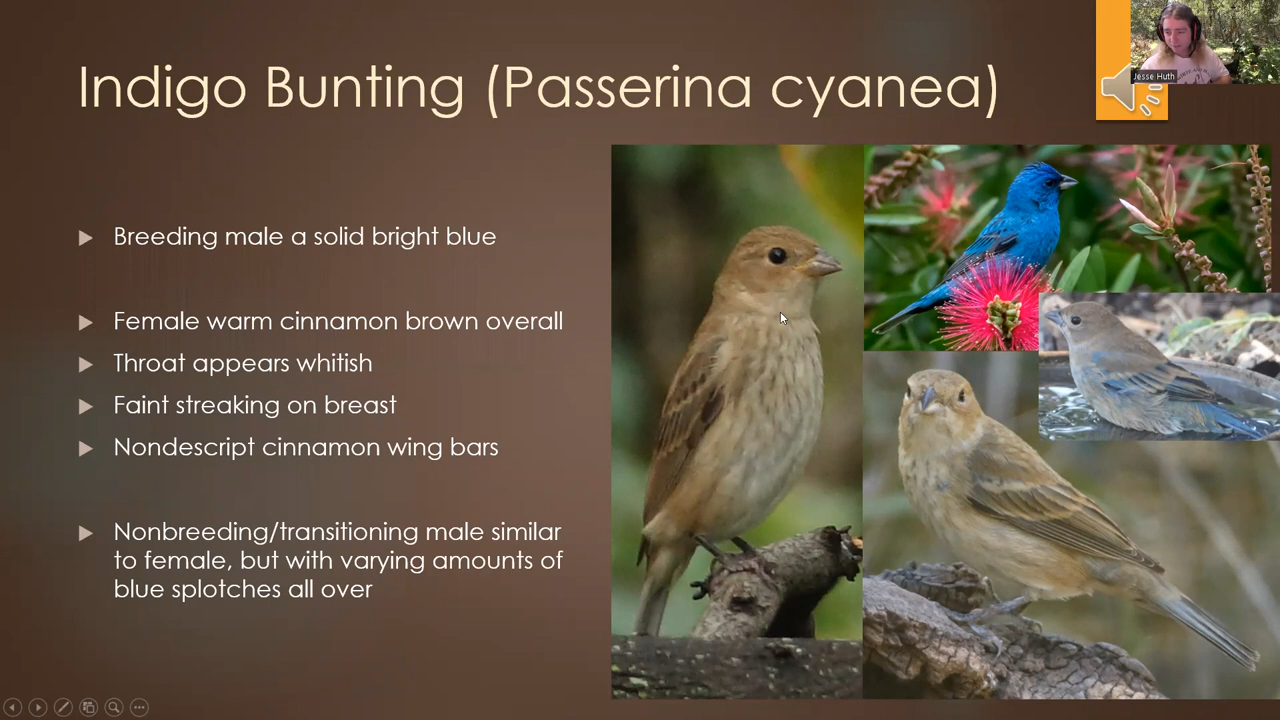 Indigo Bunting (Passerina cyanea)
Jesse Huth
Breeding male a solid bright blue
Female warm cinnamon brown overall
Throat appears whitish
Faint streaking on breast
Nondescript cinnamon wing bars
Nonbreeding/transitioning male similar
to female, but with varying amounts of
blue splotches all over